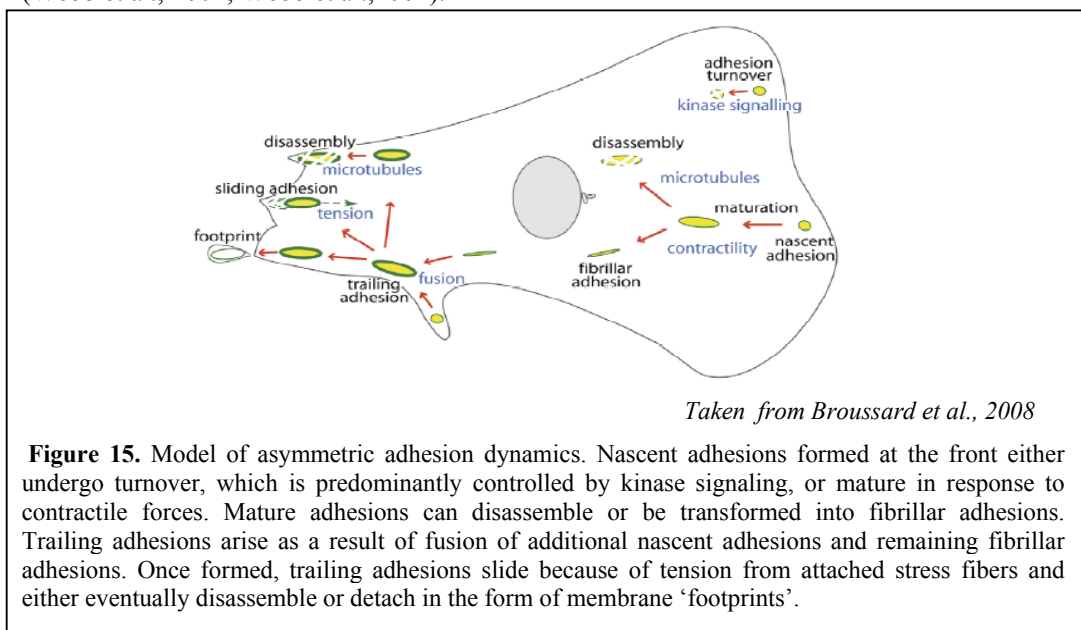 adhesion
turnover
kinase signalling
disassembly
microtubules
sliding adhesion
tension
footprint
trailing
adhesion
fusion
disassembly
microtubules
maturation
contractility
nascent
adhesion
fibrillar
adhesion
Taken from Broussard et al., 2008
Figure 15. Model of asymmetric adhesion dynamics. Nascent adhesions formed at the front either
undergo turnover, which is predominantly controlled by kinase signaling, or mature in response to
contractile forces. Mature adhesions can disassemble or be transformed into fibrillar adhesions.
Trailing adhesions arise as a result of fusion of additional nascent adhesions and remaining fibrillar
adhesions. Once formed, trailing adhesions slide because of tension from attached stress fibers and
either eventually disassemble or detach in the form of membrane ‘footprints’.